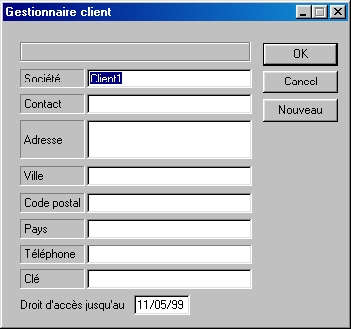 Gestionnaire client
OK
Société Client1
Cancel
Contact
Nouveau
Adresse
Ville
Code postal
Pays
Téléphone
Clé
Droit d'accès jusqu'au 11/05/99